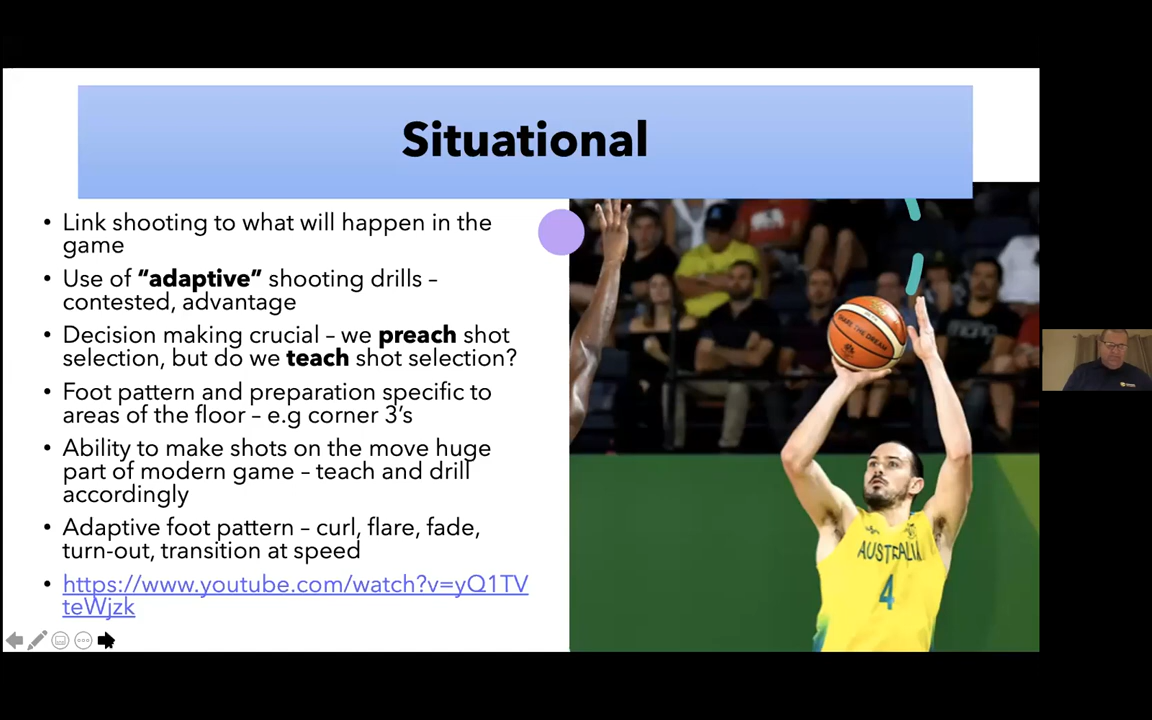 Situational
• Link shooting to what will happen in the
game
• Use of “adaptive” shooting drills –
contested, advantage
• Decision making crucial – we preach shot
selection, but do we teach shot selection?
• Foot pattern and preparation specific to
areas of the floor – e.g corner 3’s
• Ability to make shots on the move huge
part of modern game – teach and drill
accordingly
• Adaptive foot pattern – curl, flare, fade,
turn-out, transition at speed
• https://www.youtube.com/watch?v=yQ1TV
teWjzk
SHARE THE DREAM
AUSTRALIA
4